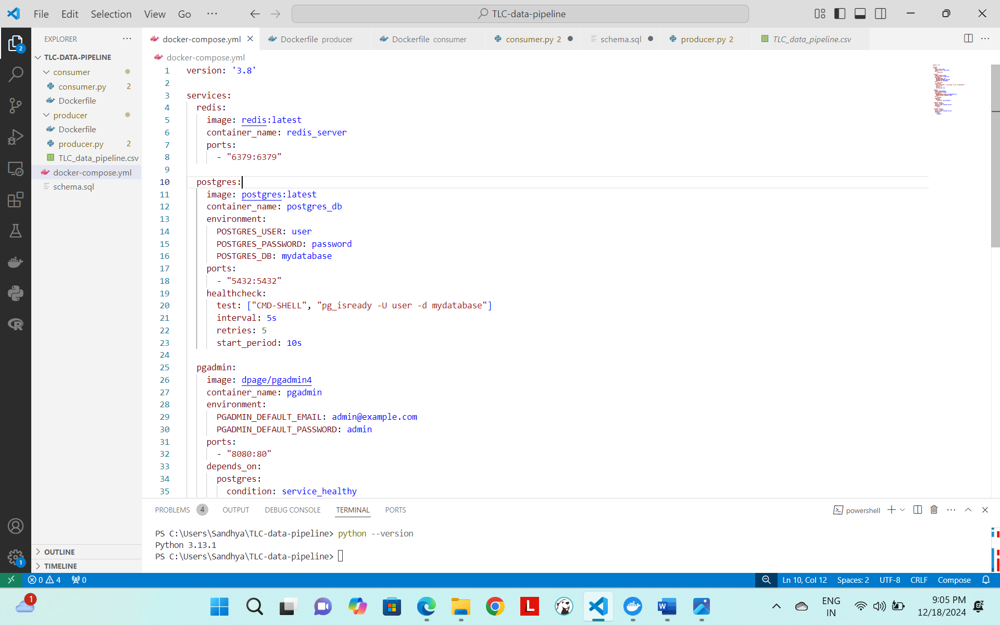 File Edit Selection View Go ··· TLC-data-pipeline
EXPLORER ···
TLC-DATA-PIPELINE
consumer
consumer.py 2
Dockerfile
producer
Dockerfile
producer.py 2
TLC_data_pipeline.csv
docker-compose.yml
schema.sql
OUTLINE
TIMELINE
2
1
docker-compose.yml Dockerfile producer Dockerfile consumer consumer.py 2 schema.sql producer.py 2 TLC_data_pipeline.csv ···
docker-compose.yml
1 version: '3.8'
2
3 services:
4 redis:
5 image: redis:latest
6 container_name: redis_server
7 ports:
8 - "6379:6379"
9
10 postgres:
11 image: postgres:latest
12 container_name: postgres_db
13 environment:
14 POSTGRES_USER: user
15 POSTGRES_PASSWORD: password
16 POSTGRES_DB: mydatabase
17 ports:
18 - "5432:5432"
19 healthcheck:
20 test: ["CMD-SHELL", "pg_isready -U user -d mydatabase"]
21 interval: 5s
22 retries: 5
23 start_period: 10s
24
25 pgadmin:
26 image: dpage/pgadmin4
27 container_name: pgadmin
28 environment:
29 PGADMIN_DEFAULT_EMAIL: admin@example.com
30 PGADMIN_DEFAULT_PASSWORD: admin
31 ports:
32 - "8080:80"
33 depends_on:
34 postgres:
35 condition: service_healthy
PROBLEMS 4 OUTPUT DEBUG CONSOLE TERMINAL PORTS powershell ···
PS C:\Users\Sandhya\TLC-data-pipeline> python --version
Python 3.13.1
PS C:\Users\Sandhya\TLC-data-pipeline>
0 4 0 Ln 10, Col 12 Spaces: 2 UTF-8 CRLF Compose
1 L W ENG
IN
9:05 PM
12/18/2024